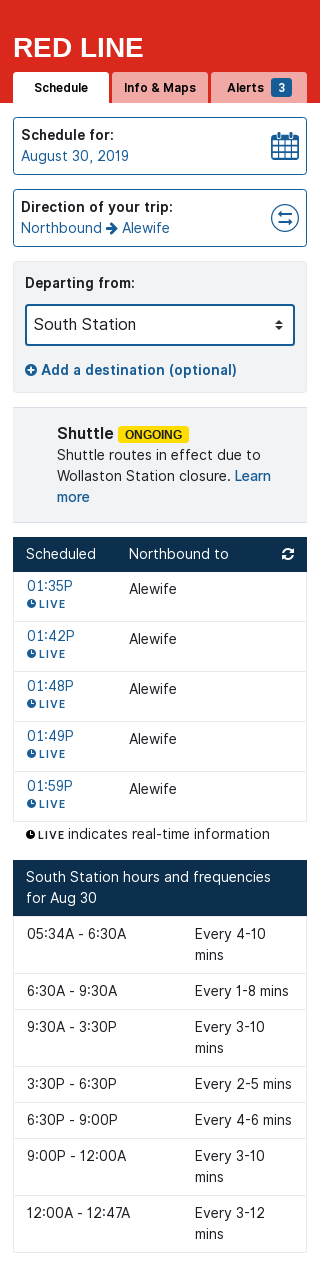 RED LINE
Schedule
Info & Maps
Alerts 3
Schedule for:
August 30, 2019
Direction of your trip:
Northbound Alewife
Departing from:
South Station
Add a destination (optional)
Shuttle ONGOING
Shuttle routes in effect due to
Wollaston Station closure. Learn
more
Scheduled Northbound to
01:35P Alewife
LIVE
01:42P Alewife
LIVE
01:48P Alewife
LIVE
01:49P Alewife
LIVE
01:59P Alewife
LIVE
LIVE indicates real-time information
South Station hours and frequencies
for Aug 30
05:34A - 6:30A Every 4-10
mins
6:30A - 9:30A Every 1-8 mins
9:30A - 3:30P Every 3-10
mins
3:30P - 6:30P Every 2-5 mins
6:30P - 9:00P Every 4-6 mins
9:00P - 12:00A Every 3-10
mins
12:00A - 12:47A Every 3-12
mins